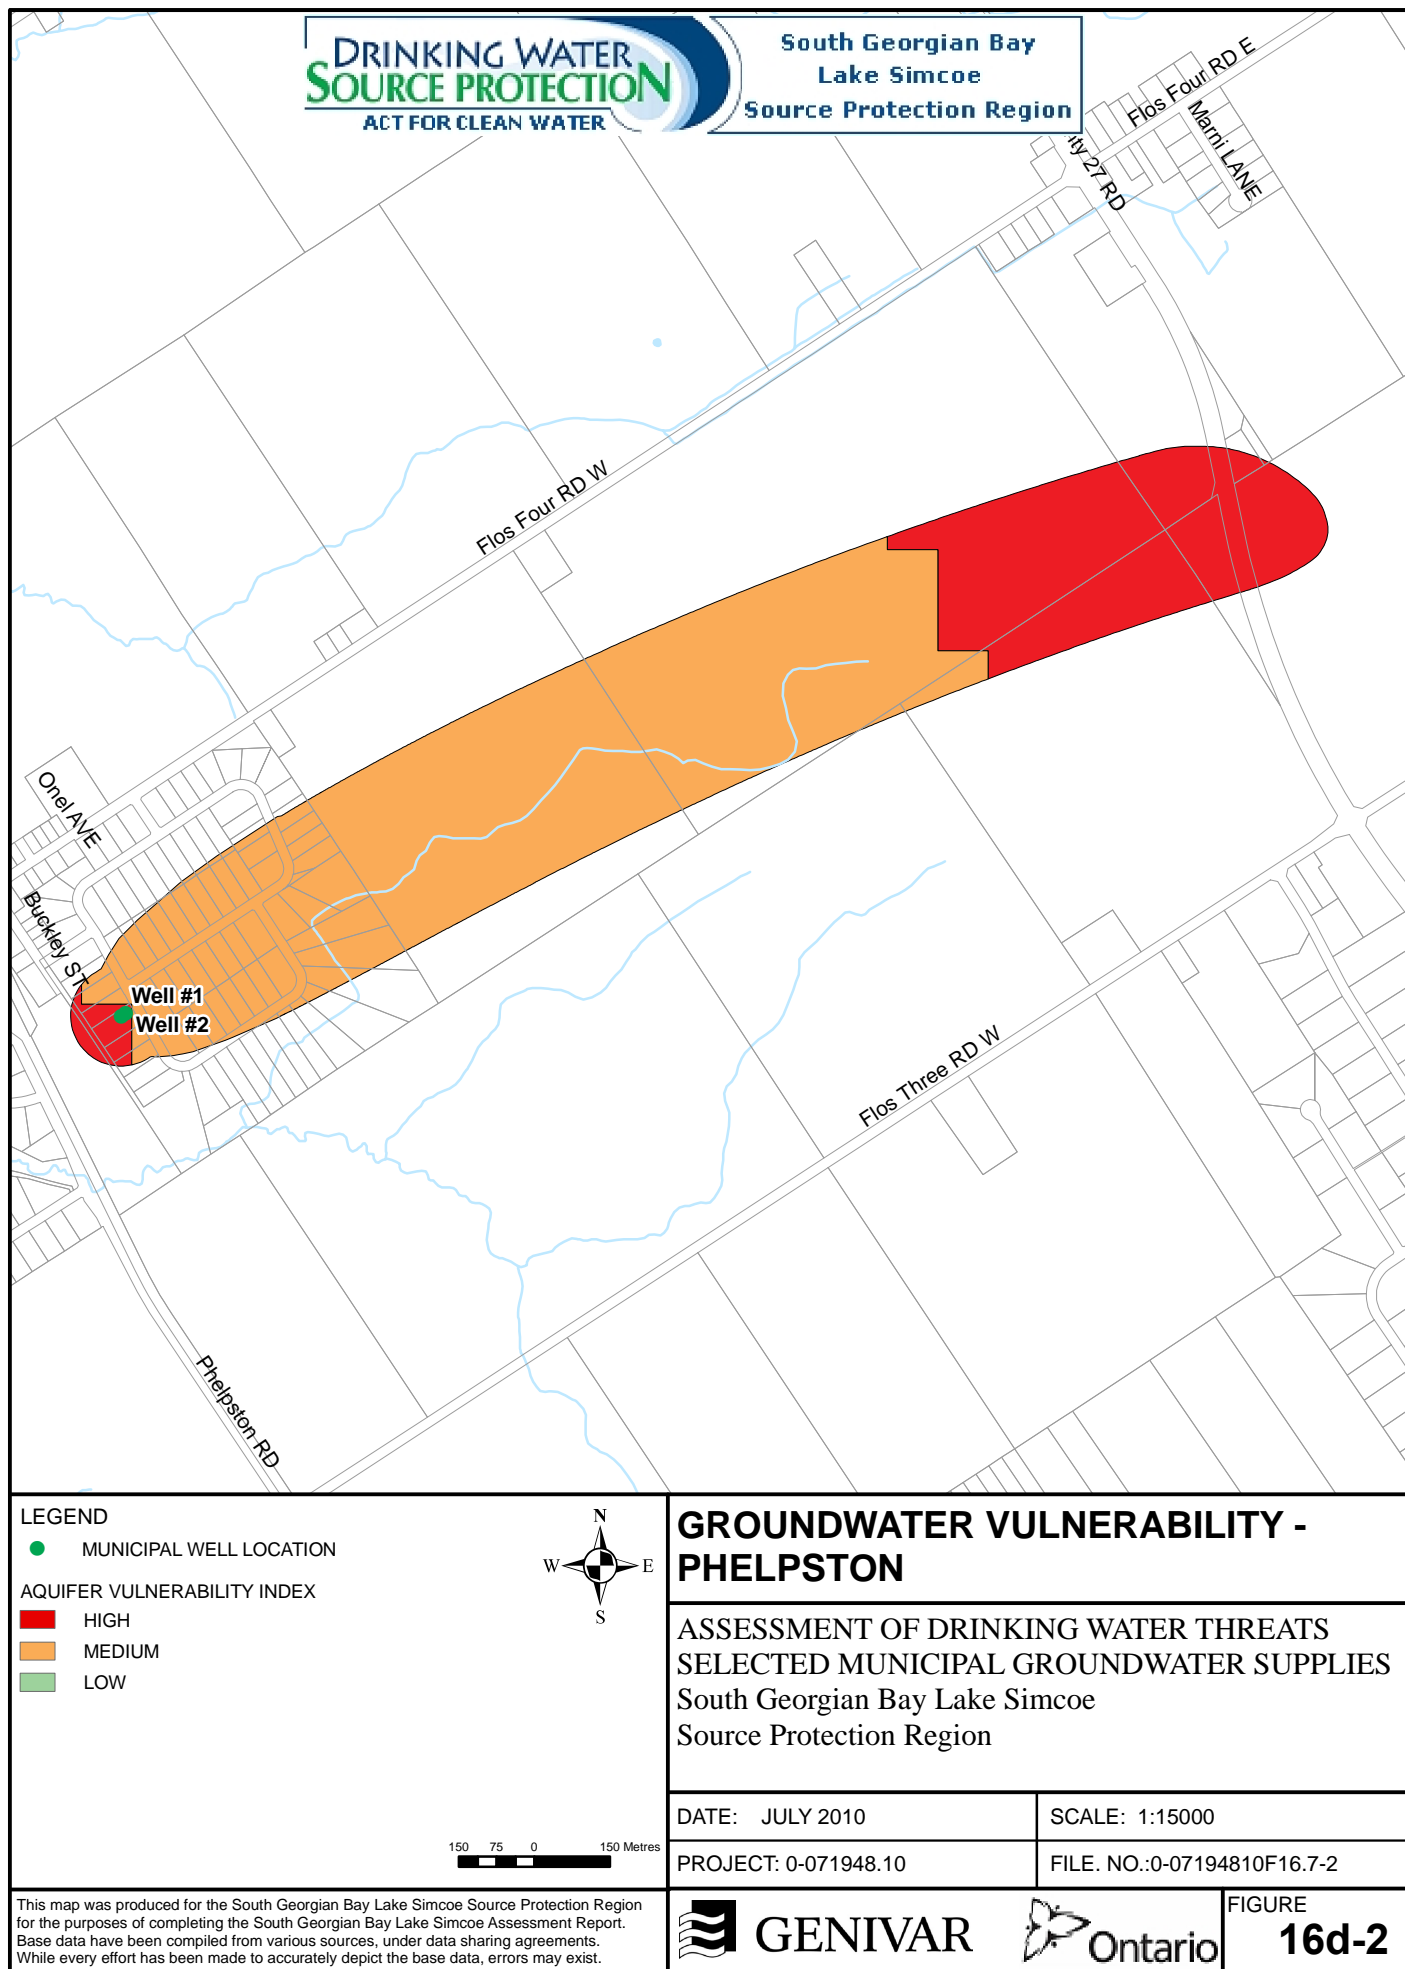 DRINKING WATER
SOURCE PROTECTION
ACT FOR CLEAN WATER
South Georgian Bay
Lake Simcoe
Source Protection Region
Flos Four RD E
Marni LANE
27 RD
Flos Four RD W
Onel AVE
Buckley ST
Well #1
Well #2
Flos Three RD W
Phelpston RD
LEGEND
MUNICIPAL WELL LOCATION
AQUIFER VULNERABILITY INDEX
HIGH
MEDIUM
LOW
N
W E
S
150 75 0 150 Metres
GROUNDWATER VULNERABILITY -
PHELPSTON
ASSESSMENT OF DRINKING WATER THREATS
SELECTED MUNICIPAL GROUNDWATER SUPPLIES
South Georgian Bay Lake Simcoe
Source Protection Region
DATE: JULY 2010
SCALE: 1:15000
PROJECT: 0-071948.10
FILE. NO.:0-07194810F16.7-2
This map was produced for the South Georgian Bay Lake Simcoe Source Protection Region
for the purposes of completing the South Georgian Bay Lake Simcoe Assessment Report.
Base data have been compiled from various sources, under data sharing agreements.
While every effort has been made to accurately depict the base data, errors may exist.
GENIVAR
Ontario
FIGURE
16d-2